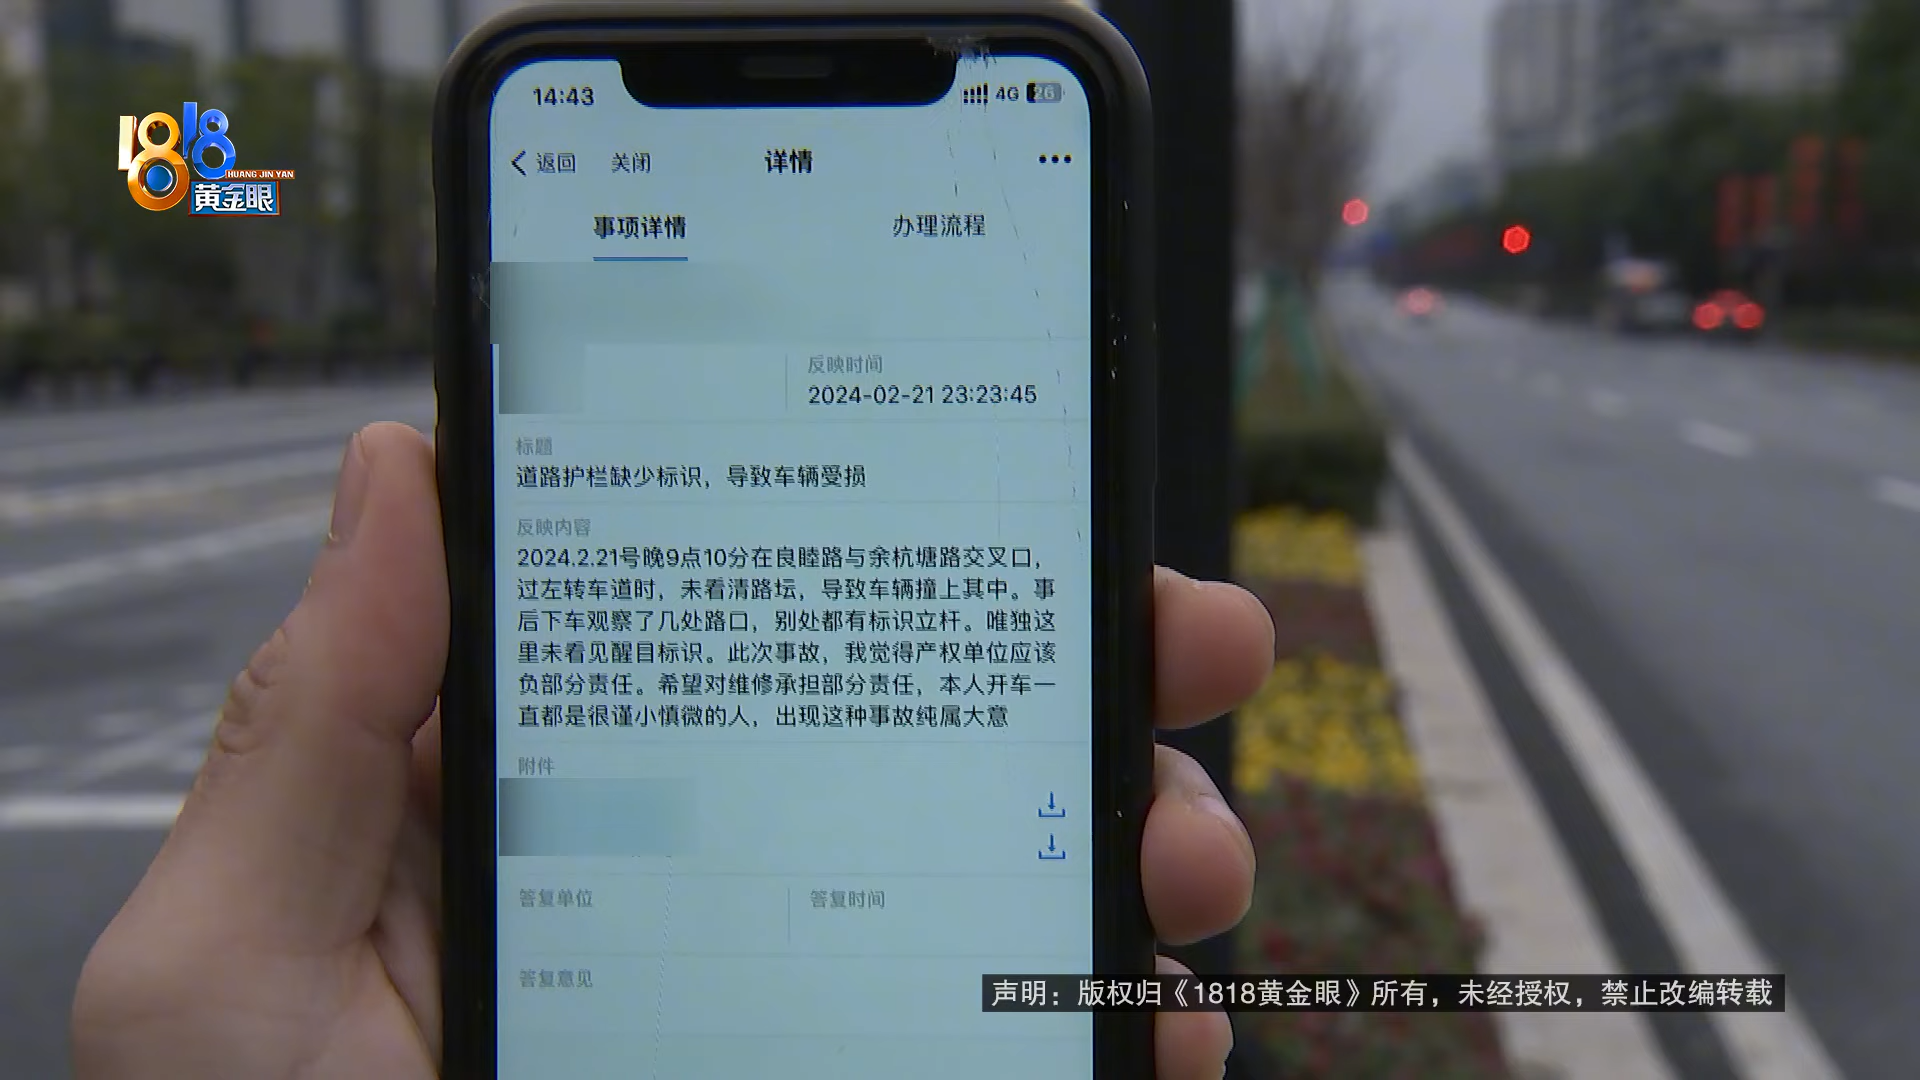 1818
HUANG JIN YAN
黄金眼
14:43
4G 26
返回 关闭 详情
事项详情 办理流程
反映时间
2024-02-21 23:23:45
标题
道路护栏缺少标识，导致车辆受损
反映内容
2024.2.21号晚9点10分在良睦路与余杭塘路交叉口，
过左转车道时，未看清路坛，导致车辆撞上其中。事
后下车观察了几处路口，别处都有标识立杆。唯独这
里未看见醒目标识。此次事故，我觉得产权单位应该
负部分责任。希望对维修承担部分责任，本人开车一
直都是很谨小慎微的人，出现这种事故纯属大意
附件
答复单位 答复时间
答复意见
声明：版权归《1818黄金眼》所有，未经授权，禁止改编转载